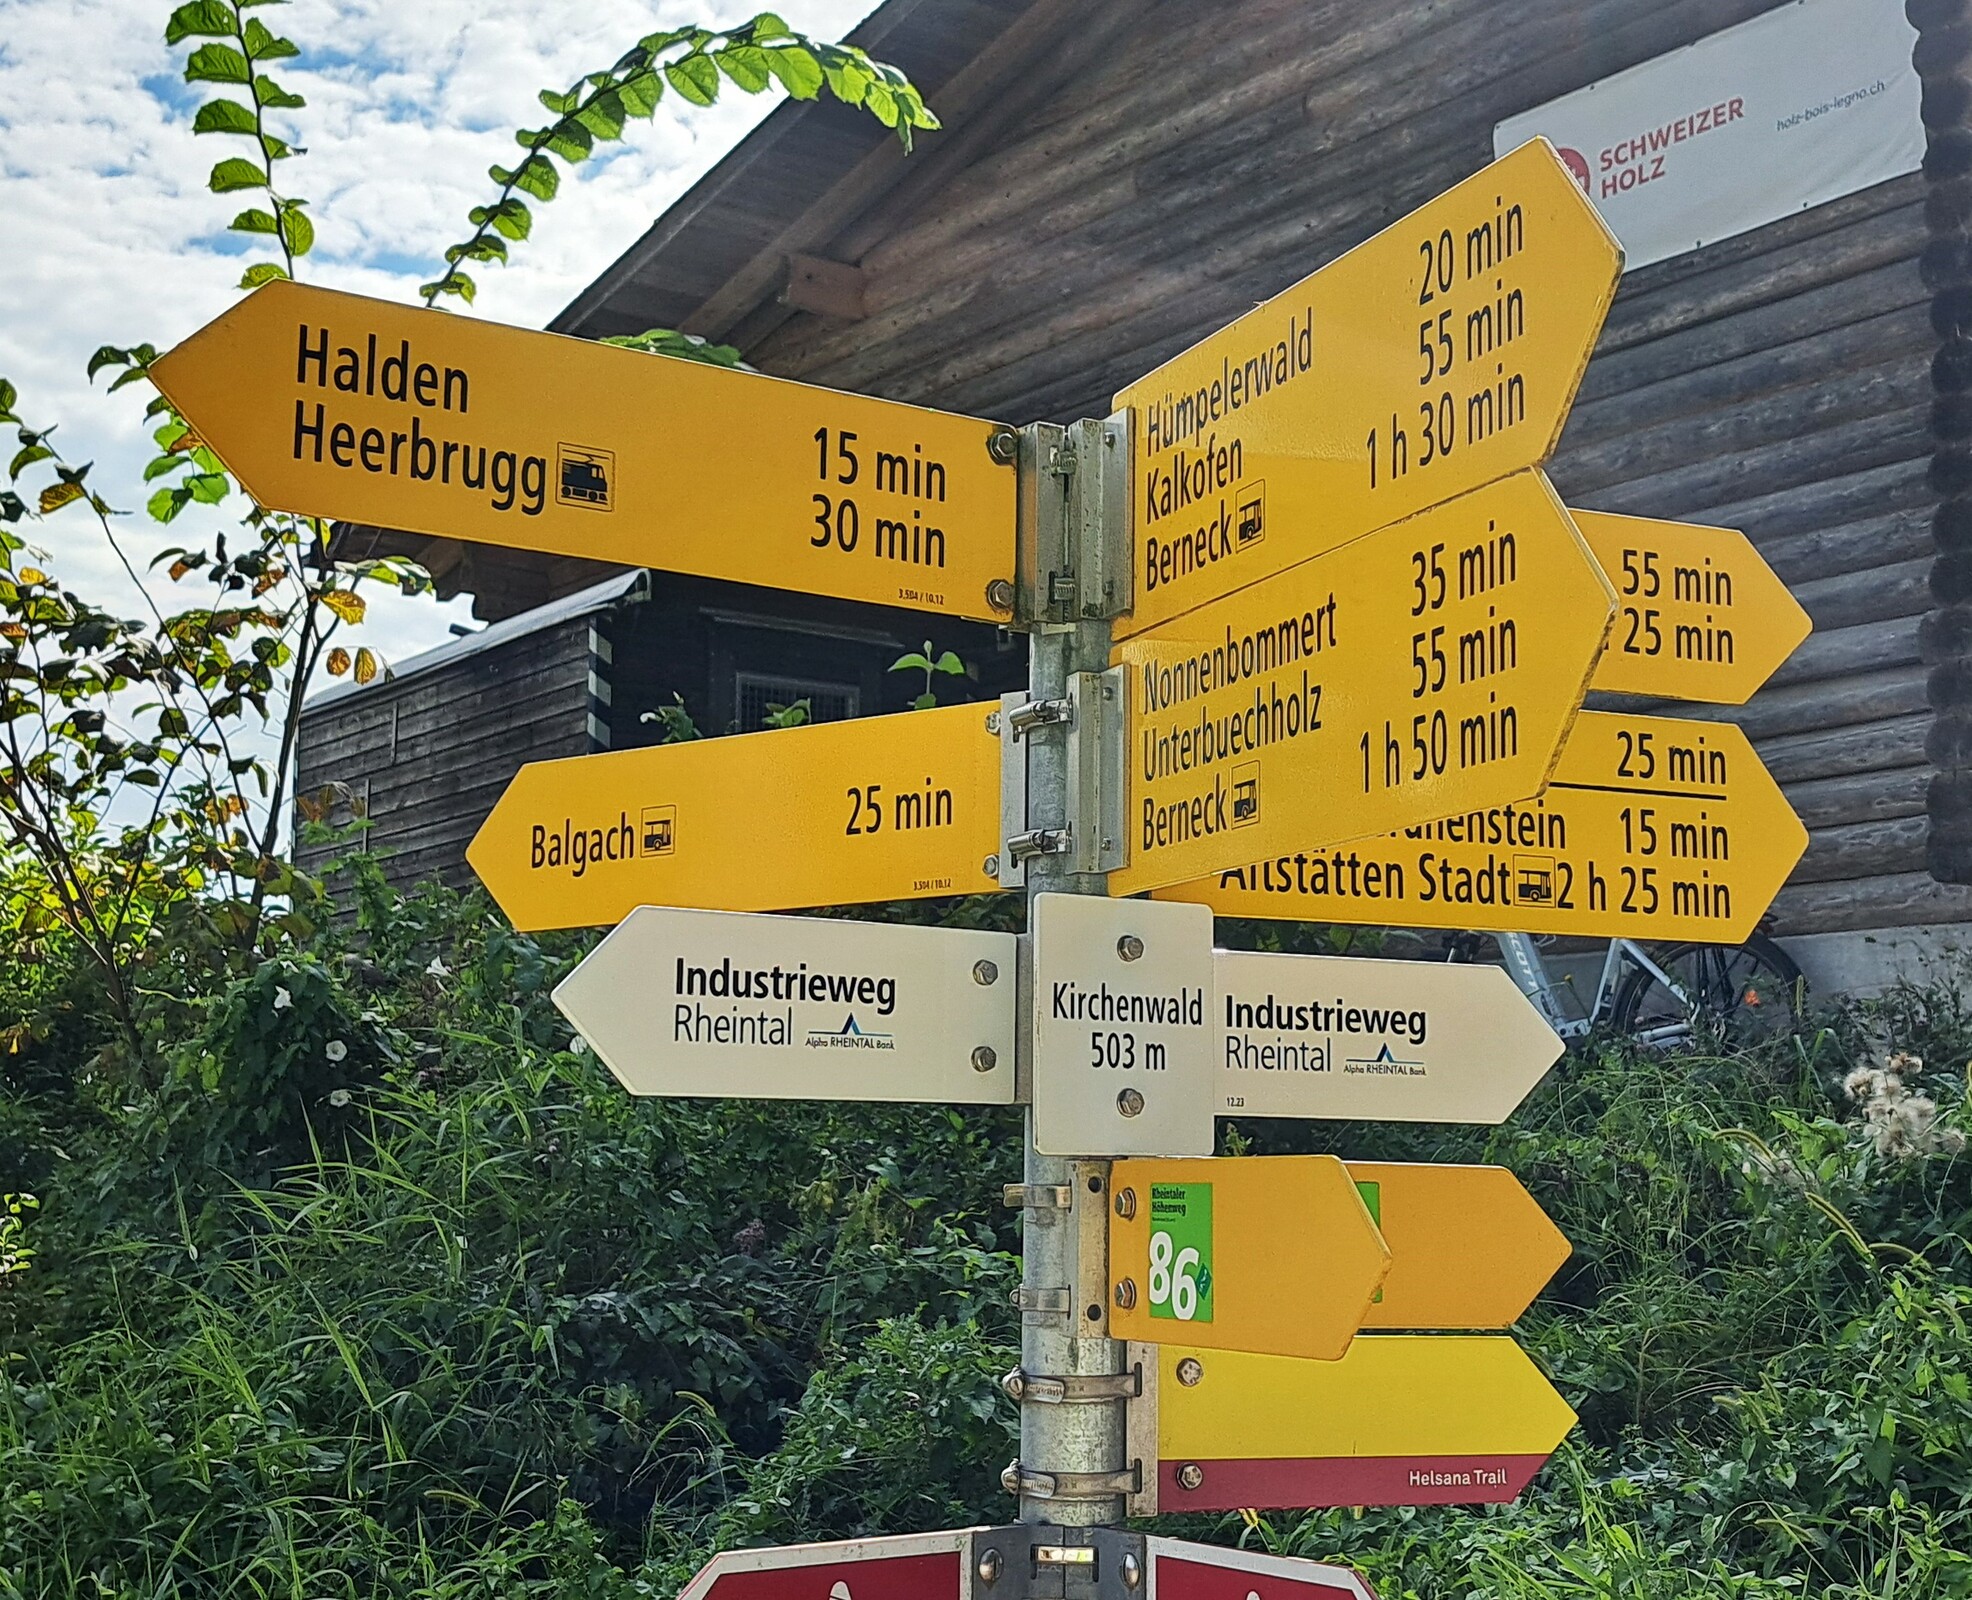 SCHWEIZER
HOLZ
holz-bois-legno.ch
Halden 15 min
Heerbrugg 30 min
3.504 / 10.12
Hümpelerwald 20 min
Kalkofen 55 min
Berneck 1 h 30 min
Nonnenbommert 35 min
Unterbuechholz 55 min
Berneck 1 h 50 min
55 min
25 min
25 min
15 min
Altstätten Stadt 2 h 25 min
Balgach 25 min
3.504 / 10.12
Industrieweg
Rheintal
Alpha RHEINTAL Bank
Kirchenwald
503 m
Industrieweg
Rheintal
Alpha RHEINTAL Bank
12.23
Rheintaler
Höhenweg
86
Helsana Trail